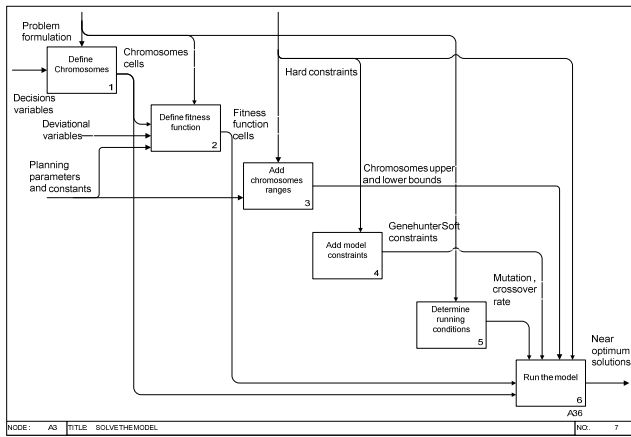 Problem
formulation
Define
Chromosomes
1
Chromosomes
cells
Hard constraints
Decisions
variables
Deviational
variables
Define fitness
function
2
Fitness
function
cells
Planning
parameters
and constants
Add
chromosomes
ranges
3
Chromosomes upper
and lower bounds
Add model
constraints
4
GenehunterSoft
constraints
Mutation ,
crossover
rate
Determine
running
conditions
5
Near
optimum
solutions
Run the model
6
A36
NODE : A3 TITLE: SOLVE THE MODEL NO.: 7